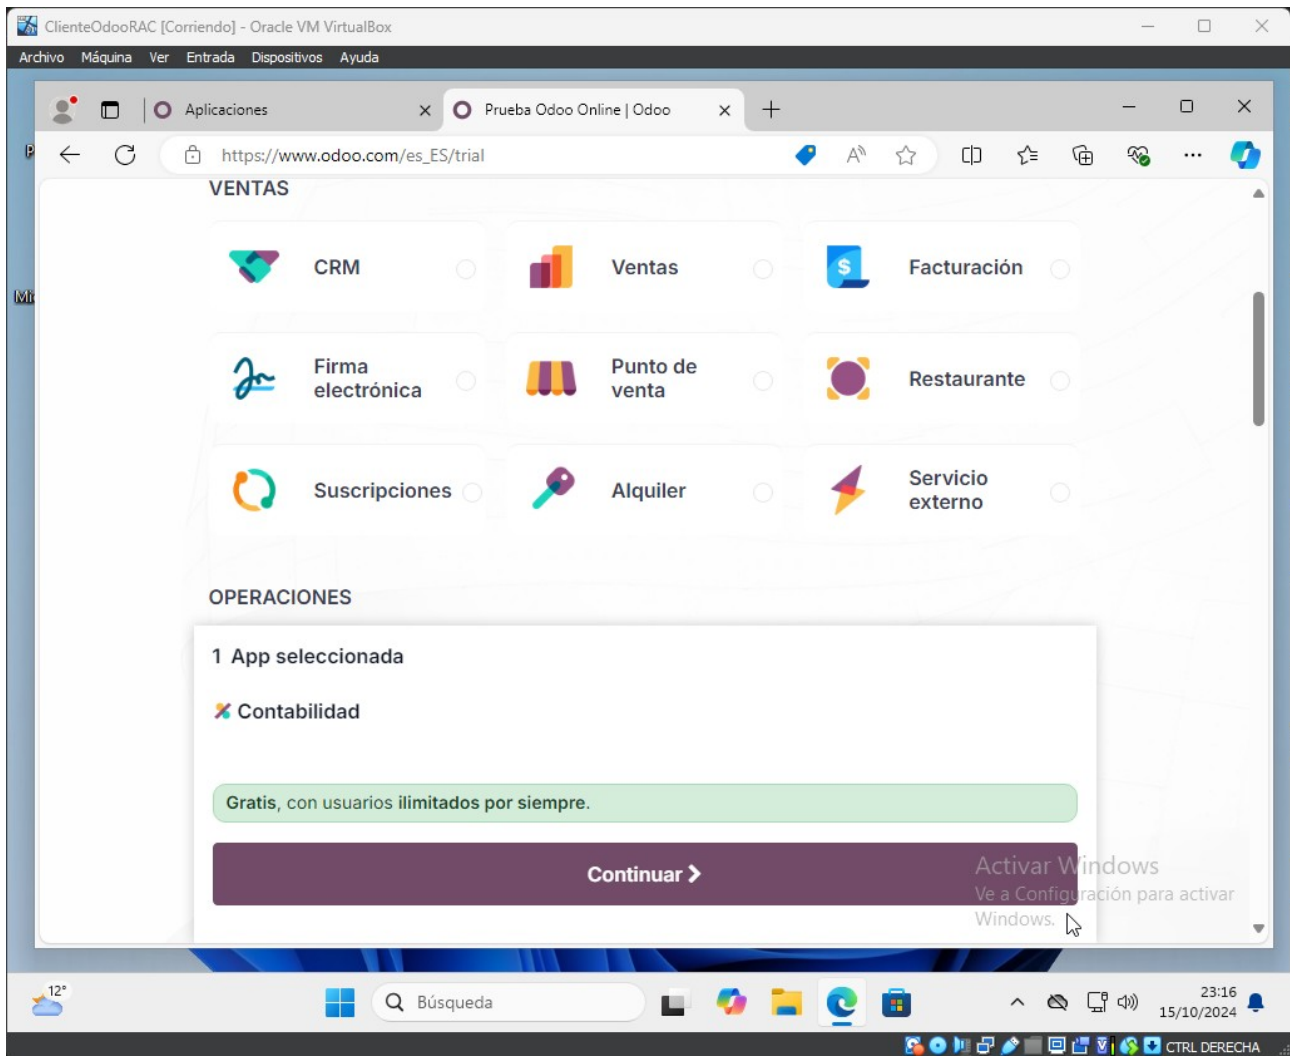 ClienteOdooRAC [Corriendo] - Oracle VM VirtualBox
Archivo Máquina Ver Entrada Dispositivos Ayuda
Aplicaciones
Prueba Odoo Online | Odoo
https://www.odoo.com/es_ES/trial
VENTAS
CRM
Ventas
Facturación
Firma
electrónica
Punto de
venta
Restaurante
Suscripciones
Alquiler
Servicio
externo
OPERACIONES
1 App seleccionada
Contabilidad
Gratis, con usuarios ilimitados por siempre.
Continuar
Activar Windows
Ve a Configuración para activar
Windows.
12°
Búsqueda
23:16
15/10/2024
CTRL DERECHA